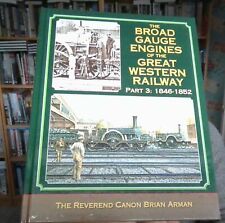 THE
BROAD
GAUGE
ENGINES
OF THE
GREAT
WESTERN
RAILWAY
PART 3: 1846-1852
THE REVEREND CANON BRIAN ARMAN